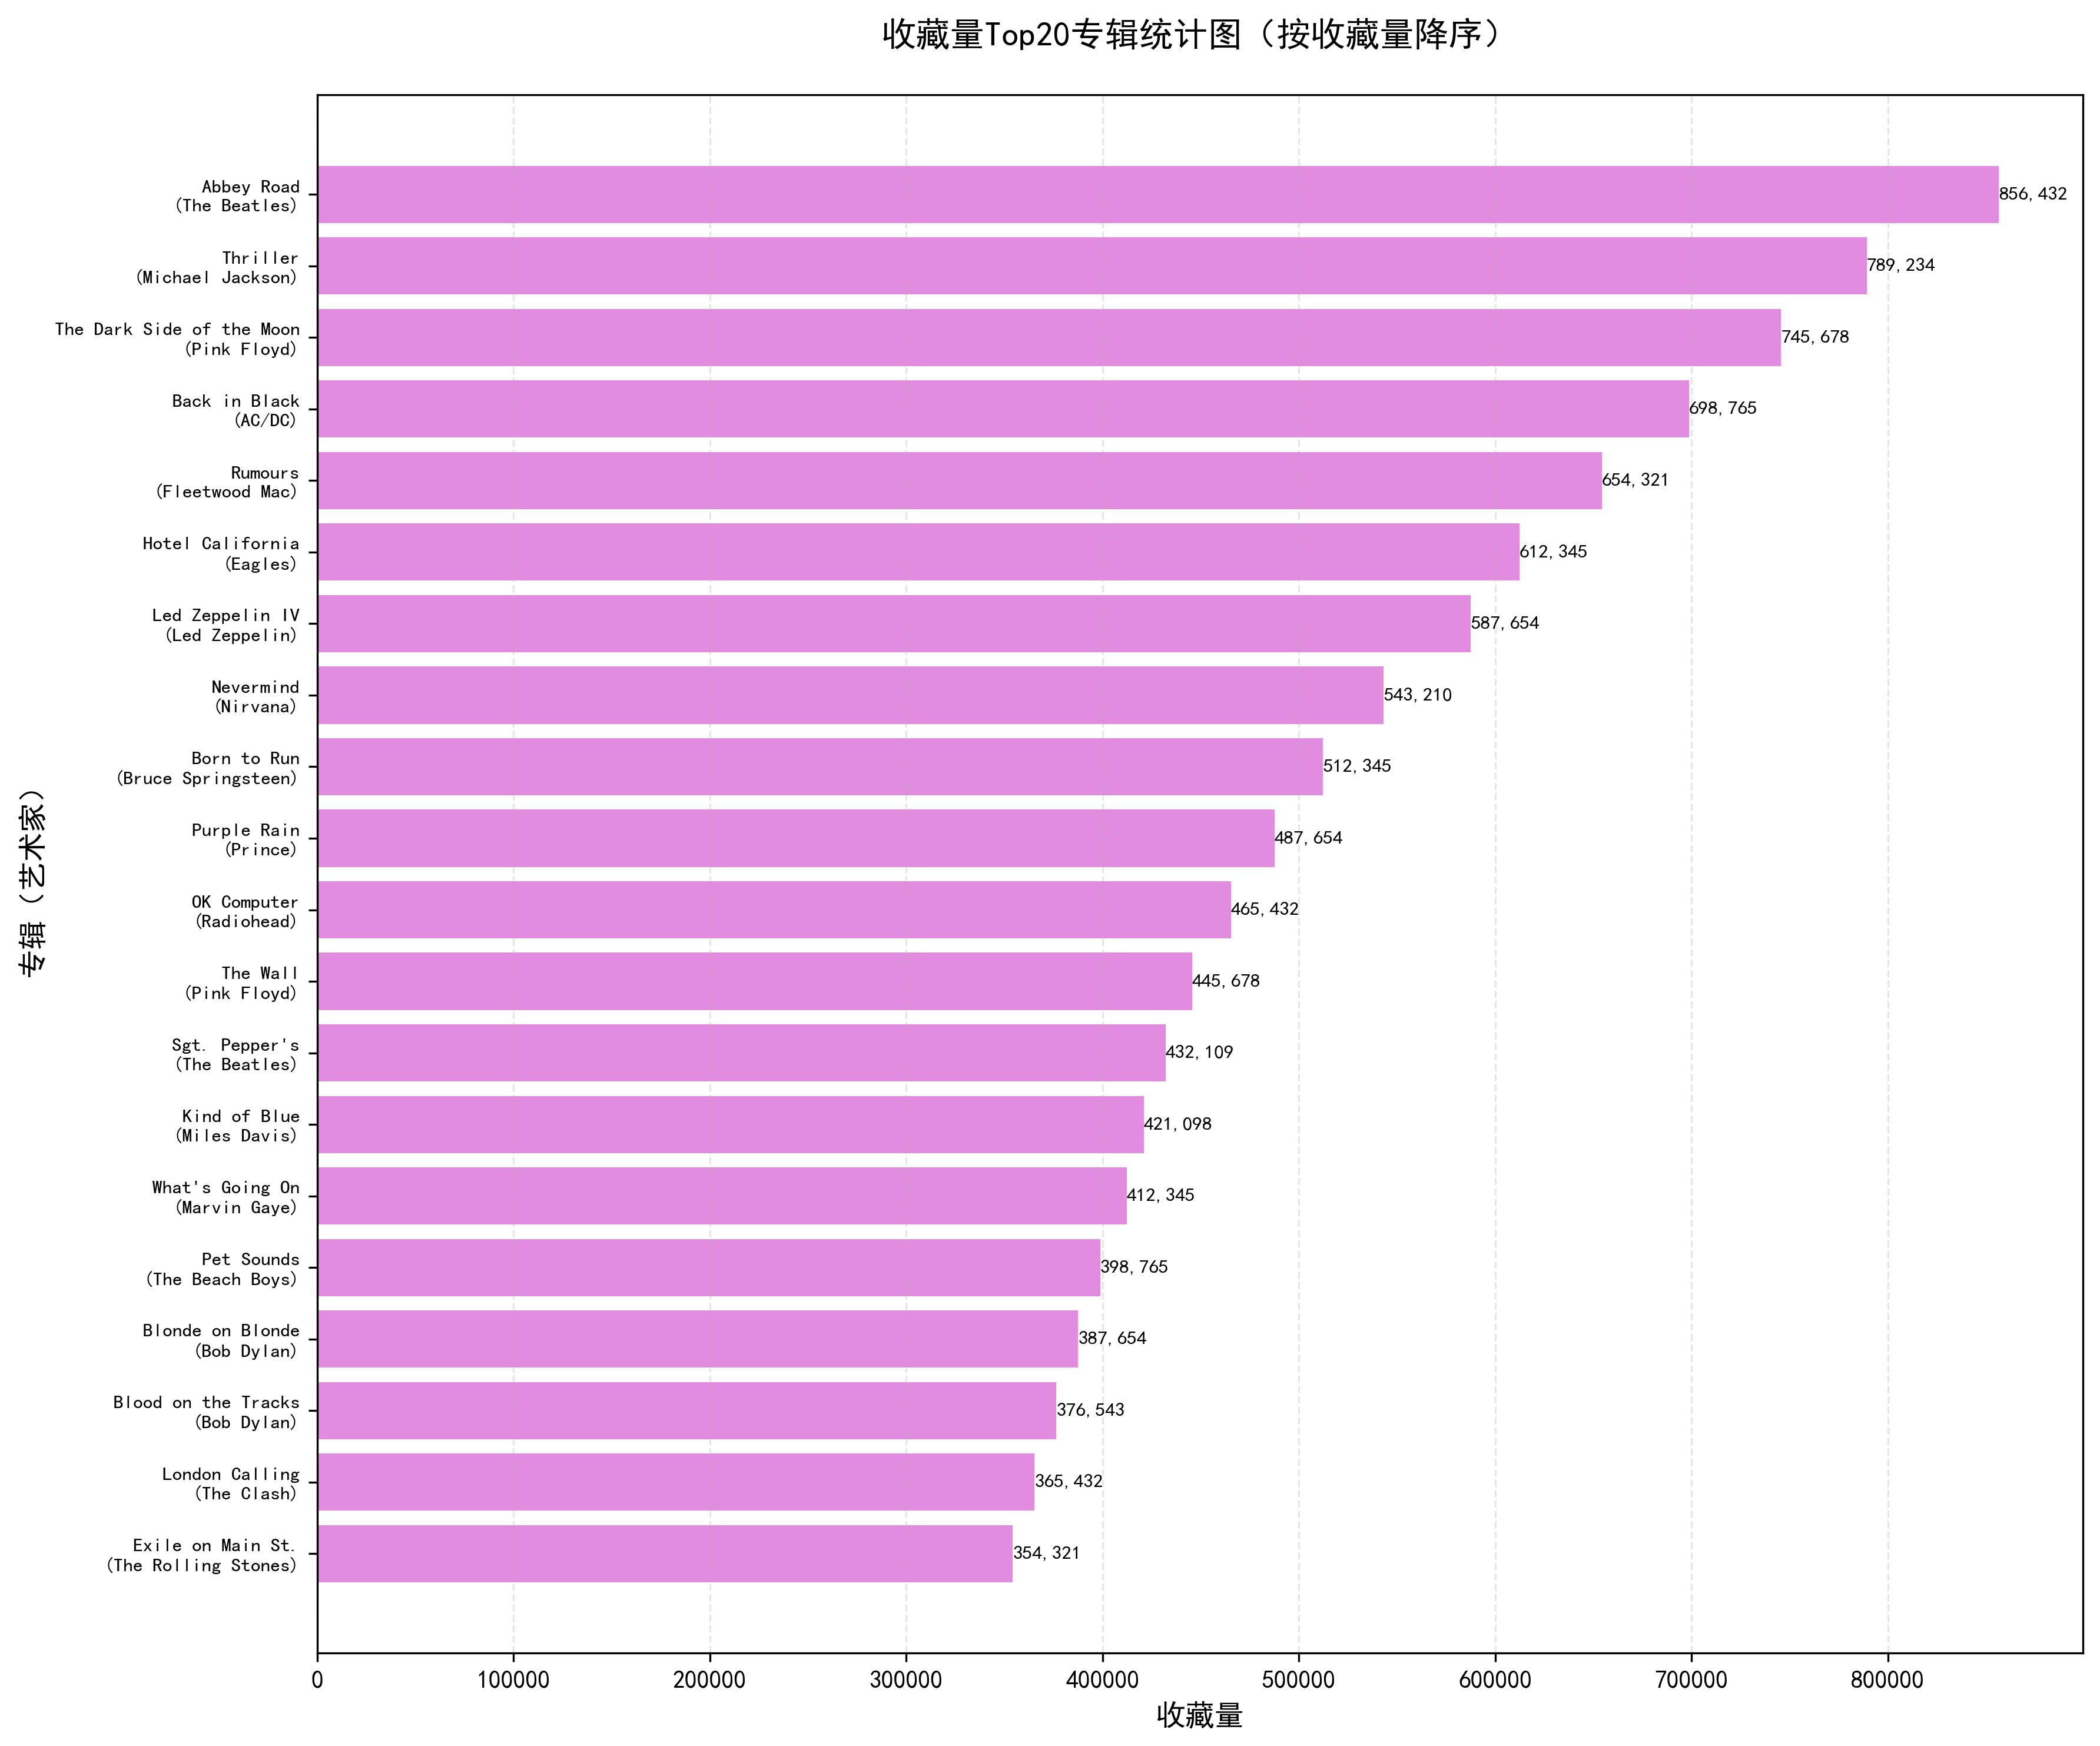 收藏量Top20专辑统计图（按收藏量降序）
专辑（艺术家）
Abbey Road
(The Beatles)
856,432
Thriller
(Michael Jackson)
789,234
The Dark Side of the Moon
(Pink Floyd)
745,678
Back in Black
(AC/DC)
698,765
Rumours
(Fleetwood Mac)
654,321
Hotel California
(Eagles)
612,345
Led Zeppelin IV
(Led Zeppelin)
587,654
Nevermind
(Nirvana)
543,210
Born to Run
(Bruce Springsteen)
512,345
Purple Rain
(Prince)
487,654
OK Computer
(Radiohead)
465,432
The Wall
(Pink Floyd)
445,678
Sgt. Pepper's
(The Beatles)
432,109
Kind of Blue
(Miles Davis)
421,098
What's Going On
(Marvin Gaye)
412,345
Pet Sounds
(The Beach Boys)
398,765
Blonde on Blonde
(Bob Dylan)
387,654
Blood on the Tracks
(Bob Dylan)
376,543
London Calling
(The Clash)
365,432
Exile on Main St.
(The Rolling Stones)
354,321
0 100000 200000 300000 400000 500000 600000 700000 800000
收藏量